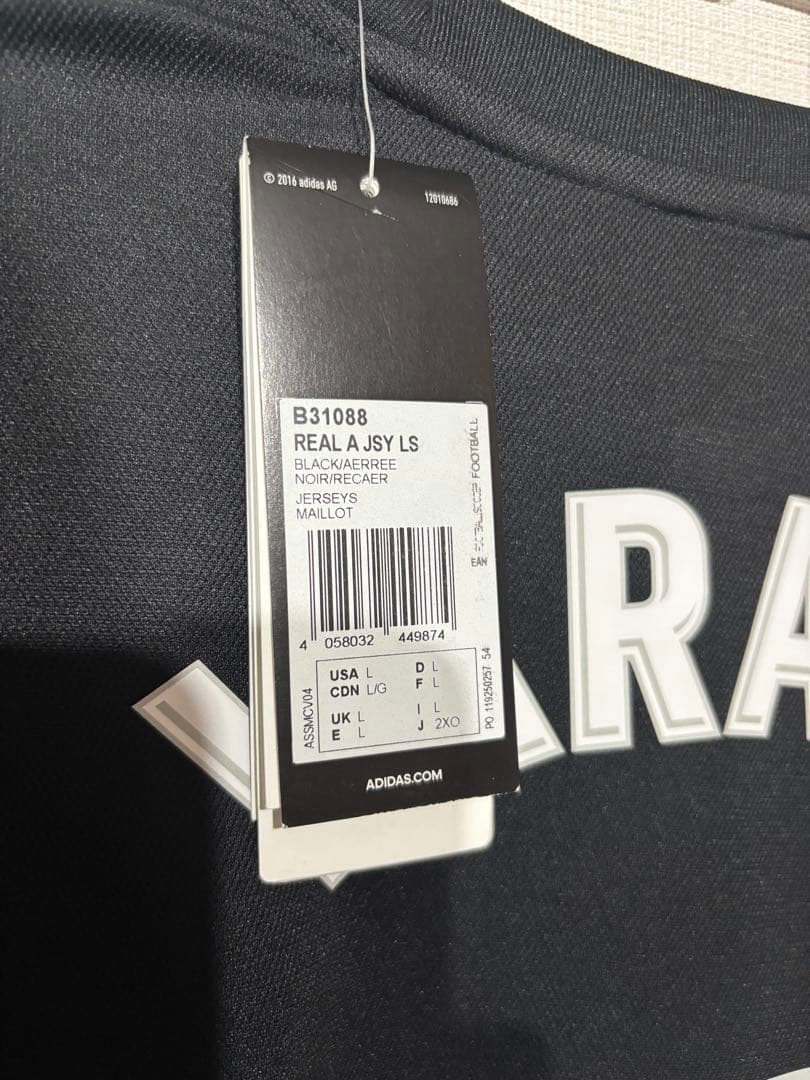 © 2016 adidas AG
12010686
B31088
REAL A JSY LS
BLACK/AERREE
NOIR/RECAER
JERSEYS
MAILLOT
FOOTBALL
EAN
4 058032 449874
USA L
D L
CDN L/G
F L
UK L
I L
E L
J 2XO
ASSMCV04
PO 119250257 54
ADIDAS.COM
RA